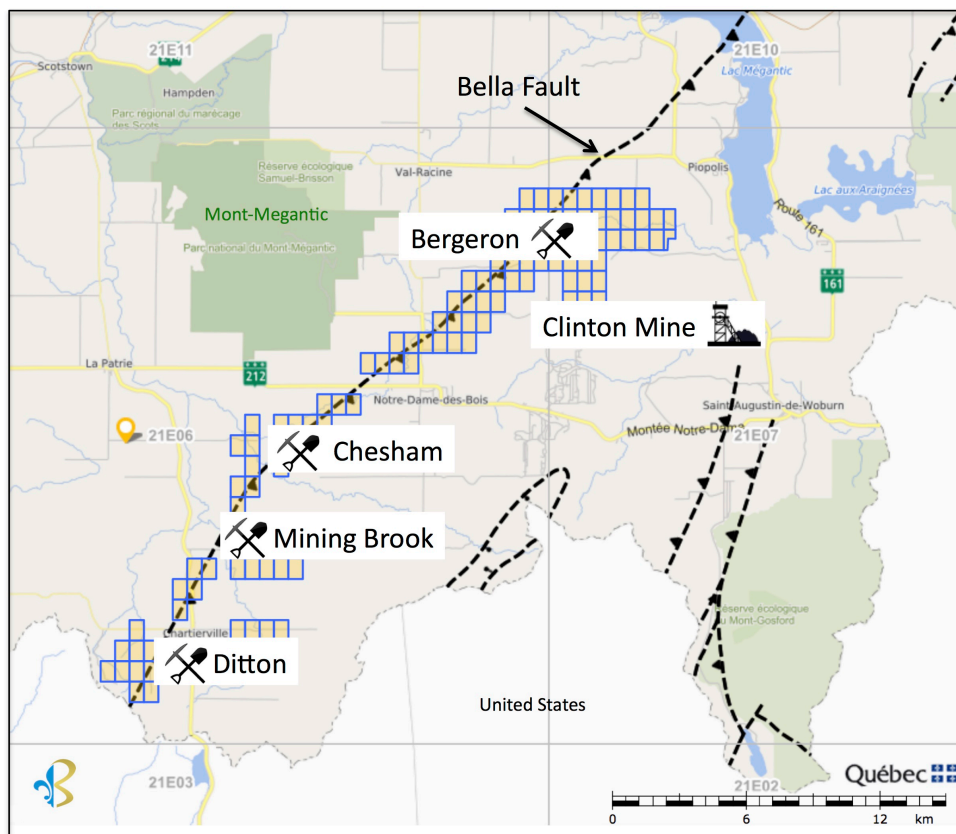 21E11
21E10
Scotstown
Hampden
Lac Mégantic
Bella Fault
Parc régional du marécage
des Scots
Réserve écologique
Samuel-Brisson
Val-Racine
Piopolis
Lac aux Araignées
Route 161
Mont-Megantic
Parc national du Mont-Mégantic
Bergeron
161
Clinton Mine
La Patrie
212
Notre-Dame-des-Bois
Saint-Augustin-de-Woburn
21E06
Montée Notre-Dame
21E07
Chesham
Mining Brook
Réserve écologique
du Mont-Gosford
Chartierville
Ditton
United States
21E03
21E02
Québec
B
0 6 12 km